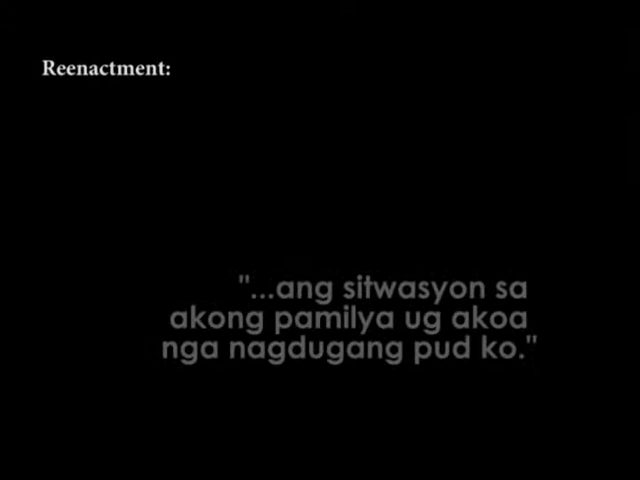 Reenactment:
"...ang sitwasyon sa
akong pamilya ug akoa
nga nagdugang pud ko."